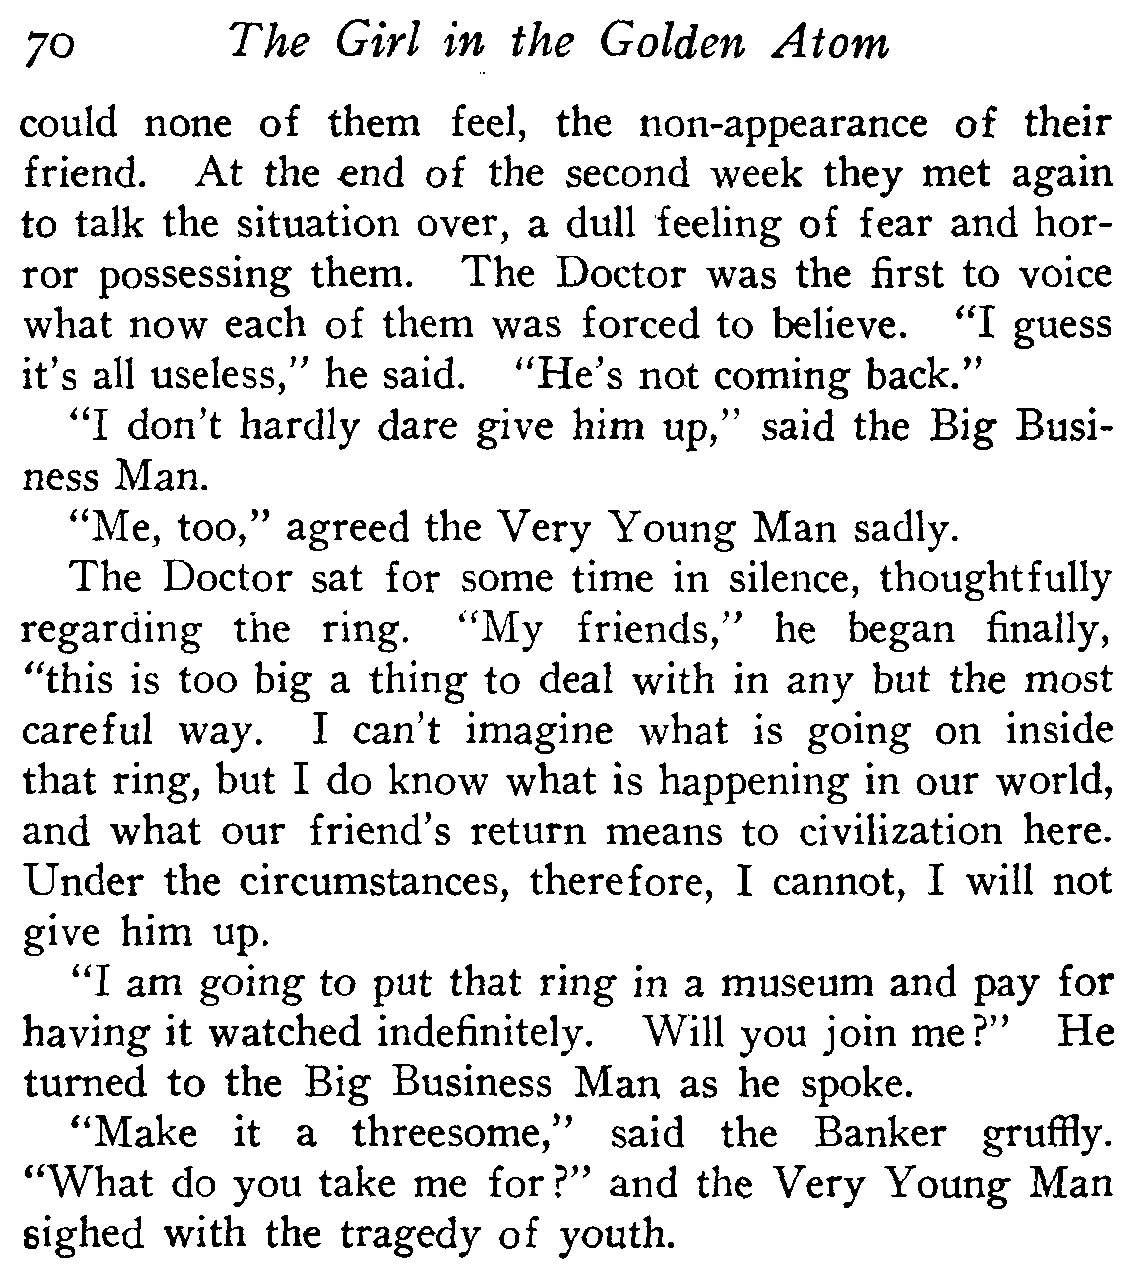 70 The Girl in the Golden Atom
could none of them feel, the non-appearance of their
friend. At the end of the second week they met again
to talk the situation over, a dull feeling of fear and hor-
ror possessing them. The Doctor was the first to voice
what now each of them was forced to believe. "I guess
it's all useless," he said. "He's not coming back."
"I don't hardly dare give him up," said the Big Busi-
ness Man.
"Me, too," agreed the Very Young Man sadly.
The Doctor sat for some time in silence, thoughtfully
regarding the ring. "My friends," he began finally,
"this is too big a thing to deal with in any but the most
careful way. I can't imagine what is going on inside
that ring, but I do know what is happening in our world,
and what our friend's return means to civilization here.
Under the circumstances, therefore, I cannot, I will not
give him up.
"I am going to put that ring in a museum and pay for
having it watched indefinitely. Will you join me?" He
turned to the Big Business Man as he spoke.
"Make it a threesome," said the Banker gruffly.
"What do you take me for?" and the Very Young Man
sighed with the tragedy of youth.